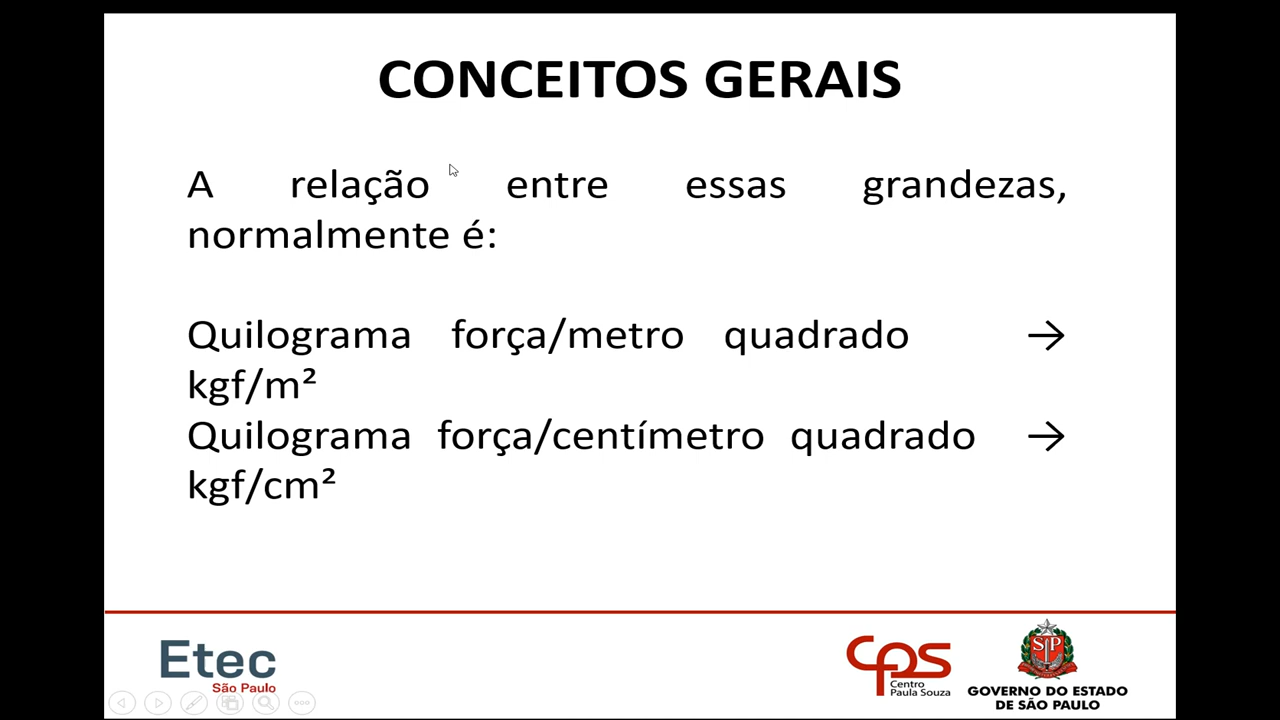 CONCEITOS GERAIS
A relação entre essas grandezas,
normalmente é:
Quilograma força/metro quadrado →
kgf/m²
Quilograma força/centímetro quadrado →
kgf/cm²
Etec
São Paulo
CPS
Centro
Paula Souza
SP
GOVERNO DO ESTADO
DE SÃO PAULO